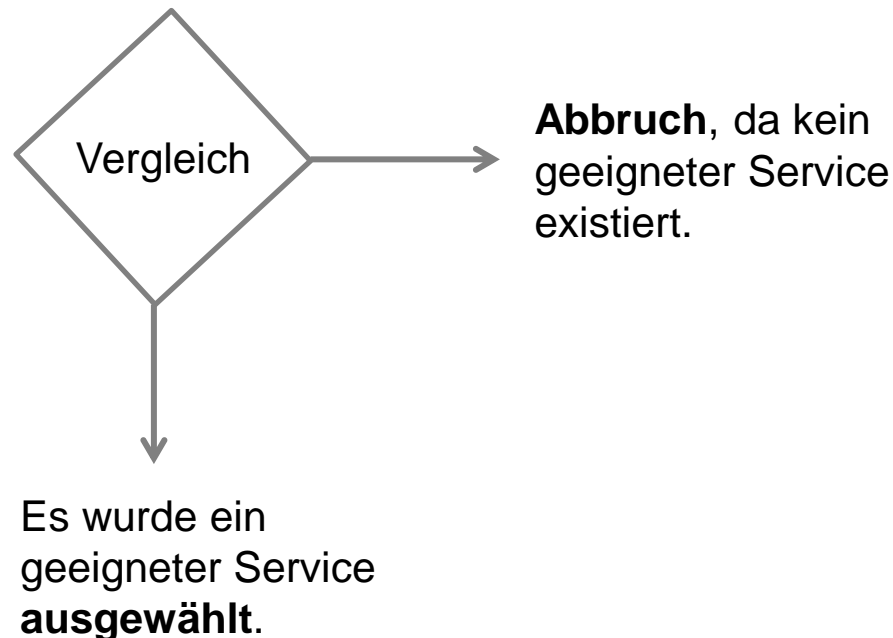 Vergleich
Abbruch, da kein
geeigneter Service
existiert.
Es wurde ein
geeigneter Service
ausgewählt.